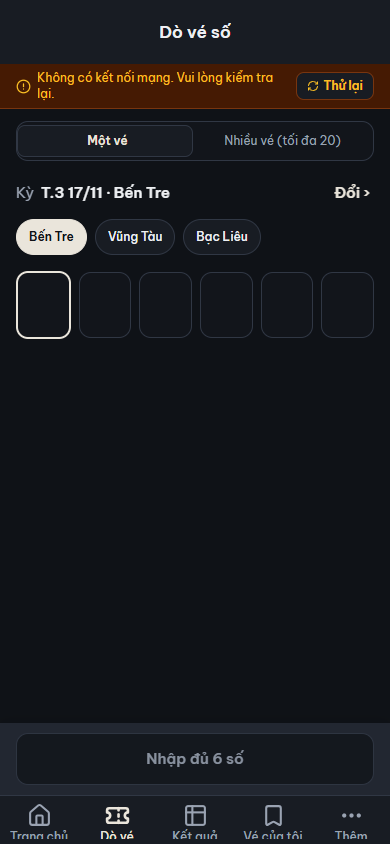 Dò vé số
Không có kết nối mạng. Vui lòng kiểm tra
lại.
Thử lại
Một vé
Nhiều vé (tối đa 20)
Kỳ T.3 17/11 · Bến Tre
Đổi ›
Bến Tre
Vũng Tàu
Bạc Liêu
Nhập đủ 6 số
Trang chủ
Dò vé
Kết quả
Vé của tôi
Thêm